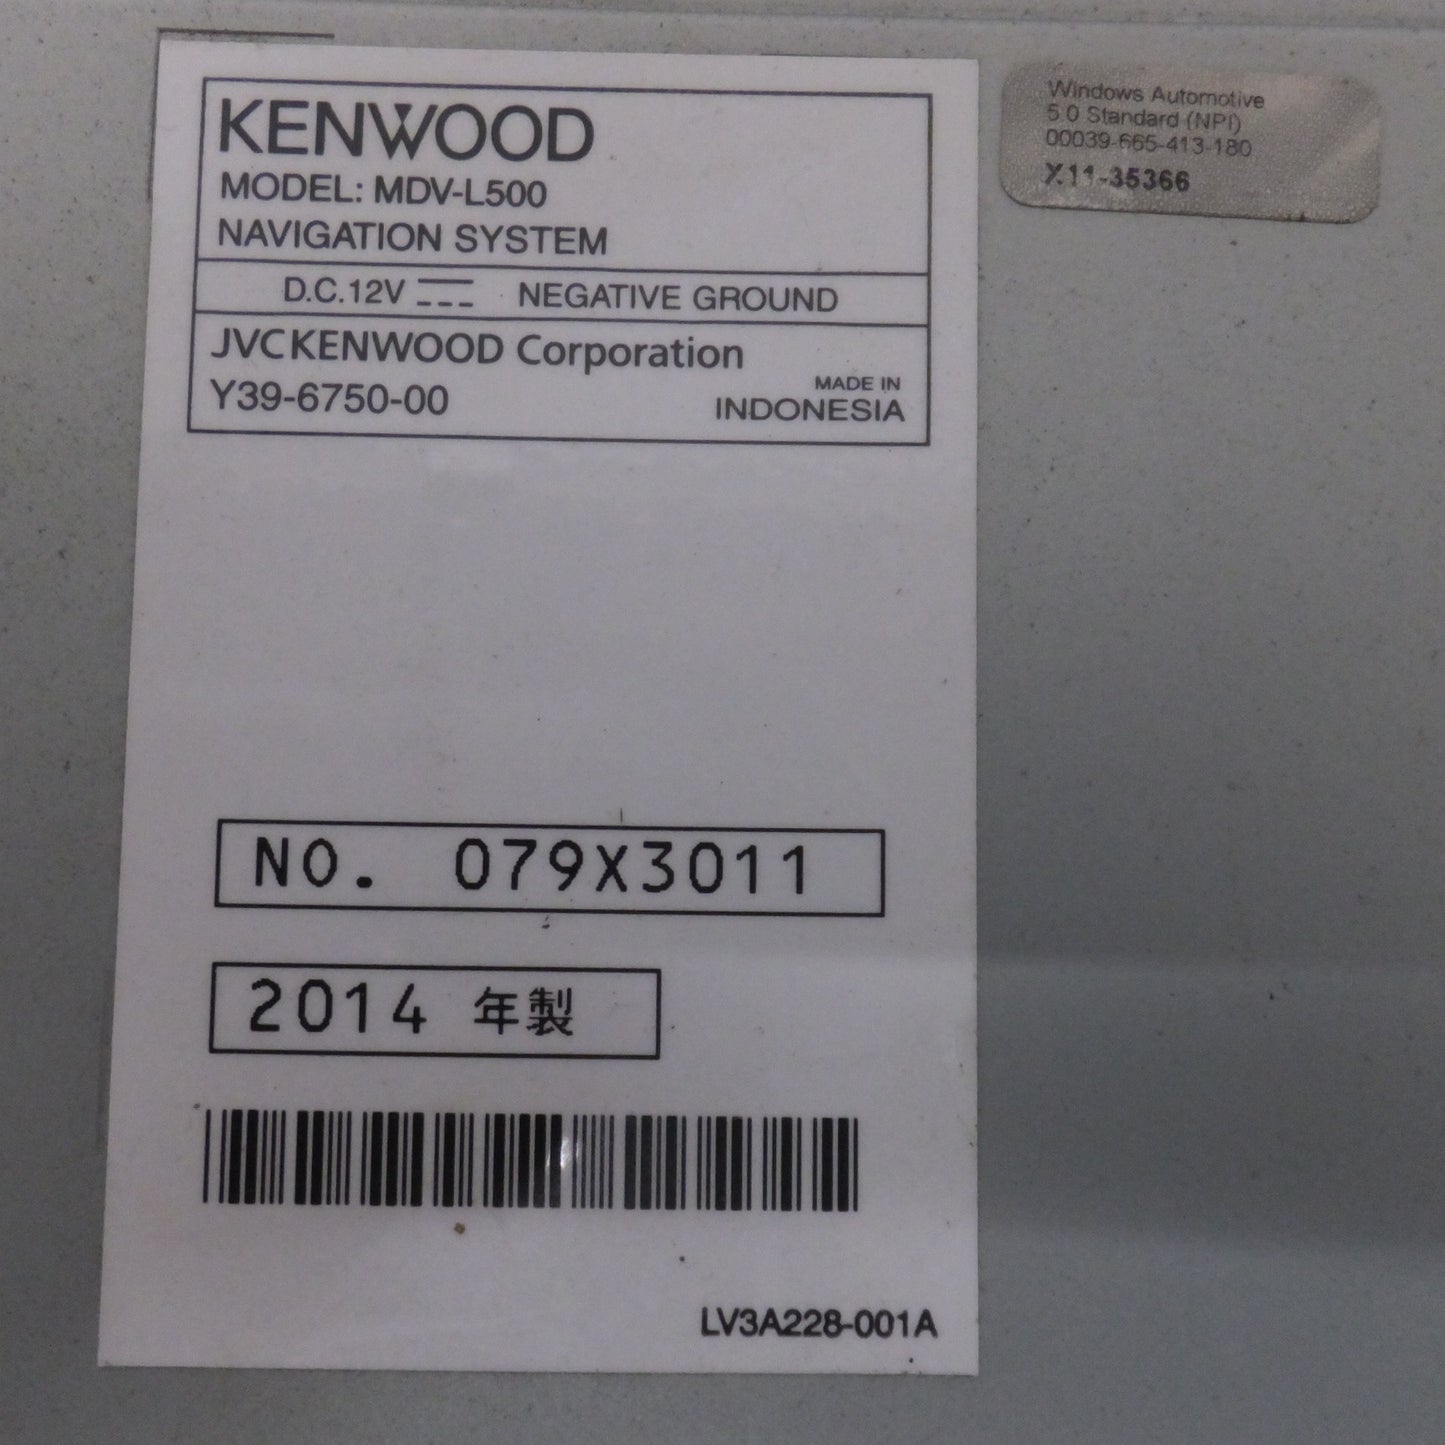 KENWOOD
MODEL: MDV-L500
NAVIGATION SYSTEM
D.C.12V NEGATIVE GROUND
JVCKENWOOD Corporation
Y39-6750-00
MADE IN
INDONESIA
NO. 079X3011
2014 年製
LV3A228-001A
Windows Automotive
5.0 Standard (NPI)
00039-665-413-180
X11-35366